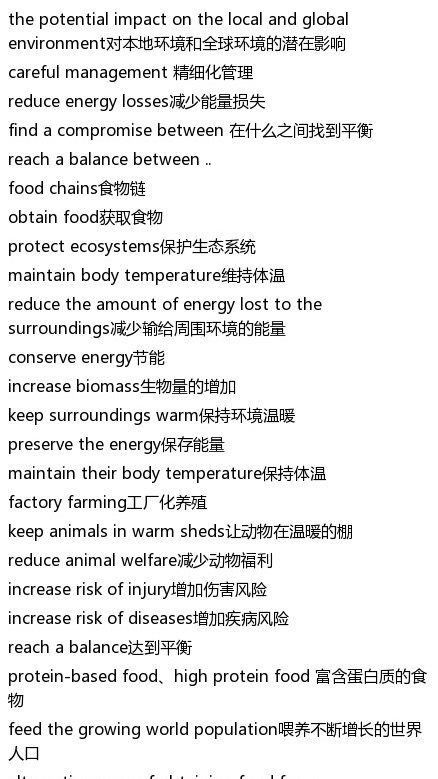 the potential impact on the local and global
environment对本地环境和全球环境的潜在影响
careful management 精细化管理
reduce energy losses减少能量损失
find a compromise between 在什么之间找到平衡
reach a balance between ..
food chains食物链
obtain food获取食物
protect ecosystems保护生态系统
maintain body temperature维持体温
reduce the amount of energy lost to the
surroundings减少输给周围环境的能量
conserve energy节能
increase biomass生物量的增加
keep surroundings warm保持环境温暖
preserve the energy保存能量
maintain their body temperature保持体温
factory farming工厂化养殖
keep animals in warm sheds让动物在温暖的棚
reduce animal welfare减少动物福利
increase risk of injury增加伤害风险
increase risk of diseases增加疾病风险
reach a balance达到平衡
protein-based food、high protein food 富含蛋白质的食
物
feed the growing world population喂养不断增长的世界
人口